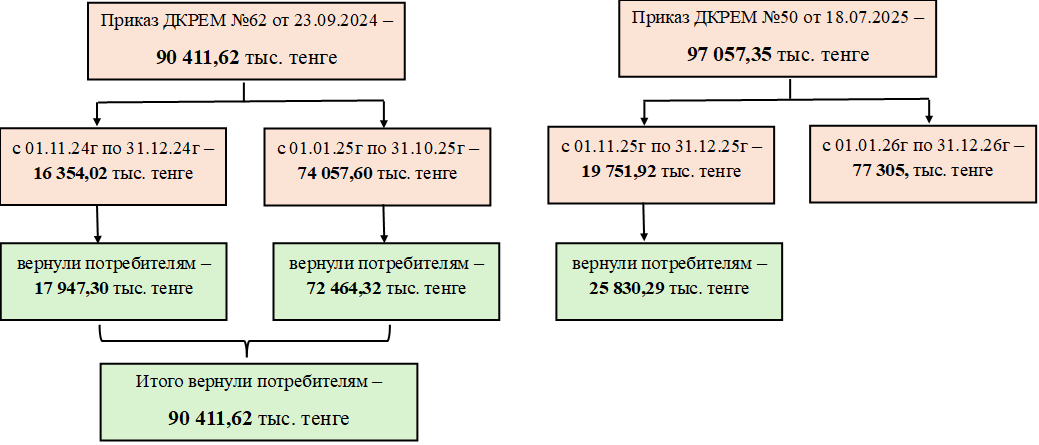 Приказ ДКРЕМ №62 от 23.09.2024 –
90 411,62 тыс. тенге
Приказ ДКРЕМ №50 от 18.07.2025 –
97 057,35 тыс. тенге
с 01.11.24г по 31.12.24г –
16 354,02 тыс. тенге
с 01.01.25г по 31.10.25г –
74 057,60 тыс. тенге
с 01.11.25г по 31.12.25г –
19 751,92 тыс. тенге
с 01.01.26г по 31.12.26г –
77 305, тыс. тенге
вернули потребителям –
17 947,30 тыс. тенге
вернули потребителям –
72 464,32 тыс. тенге
вернули потребителям –
25 830,29 тыс. тенге
Итого вернули потребителям –
90 411,62 тыс. тенге